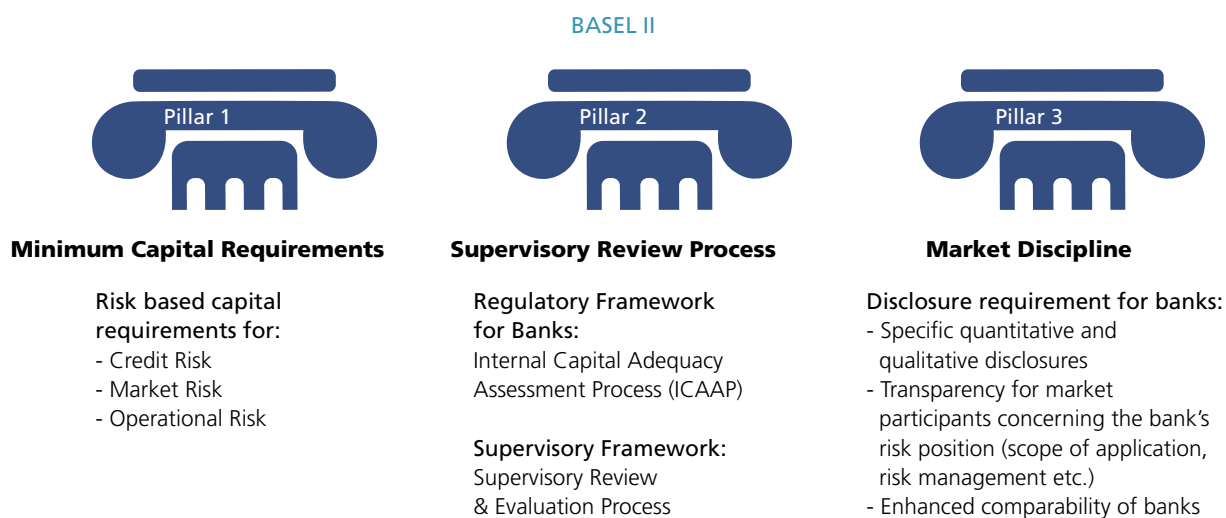 BASEL II
Pillar 1
Minimum Capital Requirements
Risk based capital
requirements for:
- Credit Risk
- Market Risk
- Operational Risk
Pillar 2
Supervisory Review Process
Regulatory Framework
for Banks:
Internal Capital Adequacy
Assessment Process (ICAAP)
Supervisory Framework:
Supervisory Review
& Evaluation Process
Pillar 3
Market Discipline
Disclosure requirement for banks:
- Specific quantitative and
qualitative disclosures
- Transparency for market
participants concerning the bank’s
risk position (scope of application,
risk management etc.)
- Enhanced comparability of banks